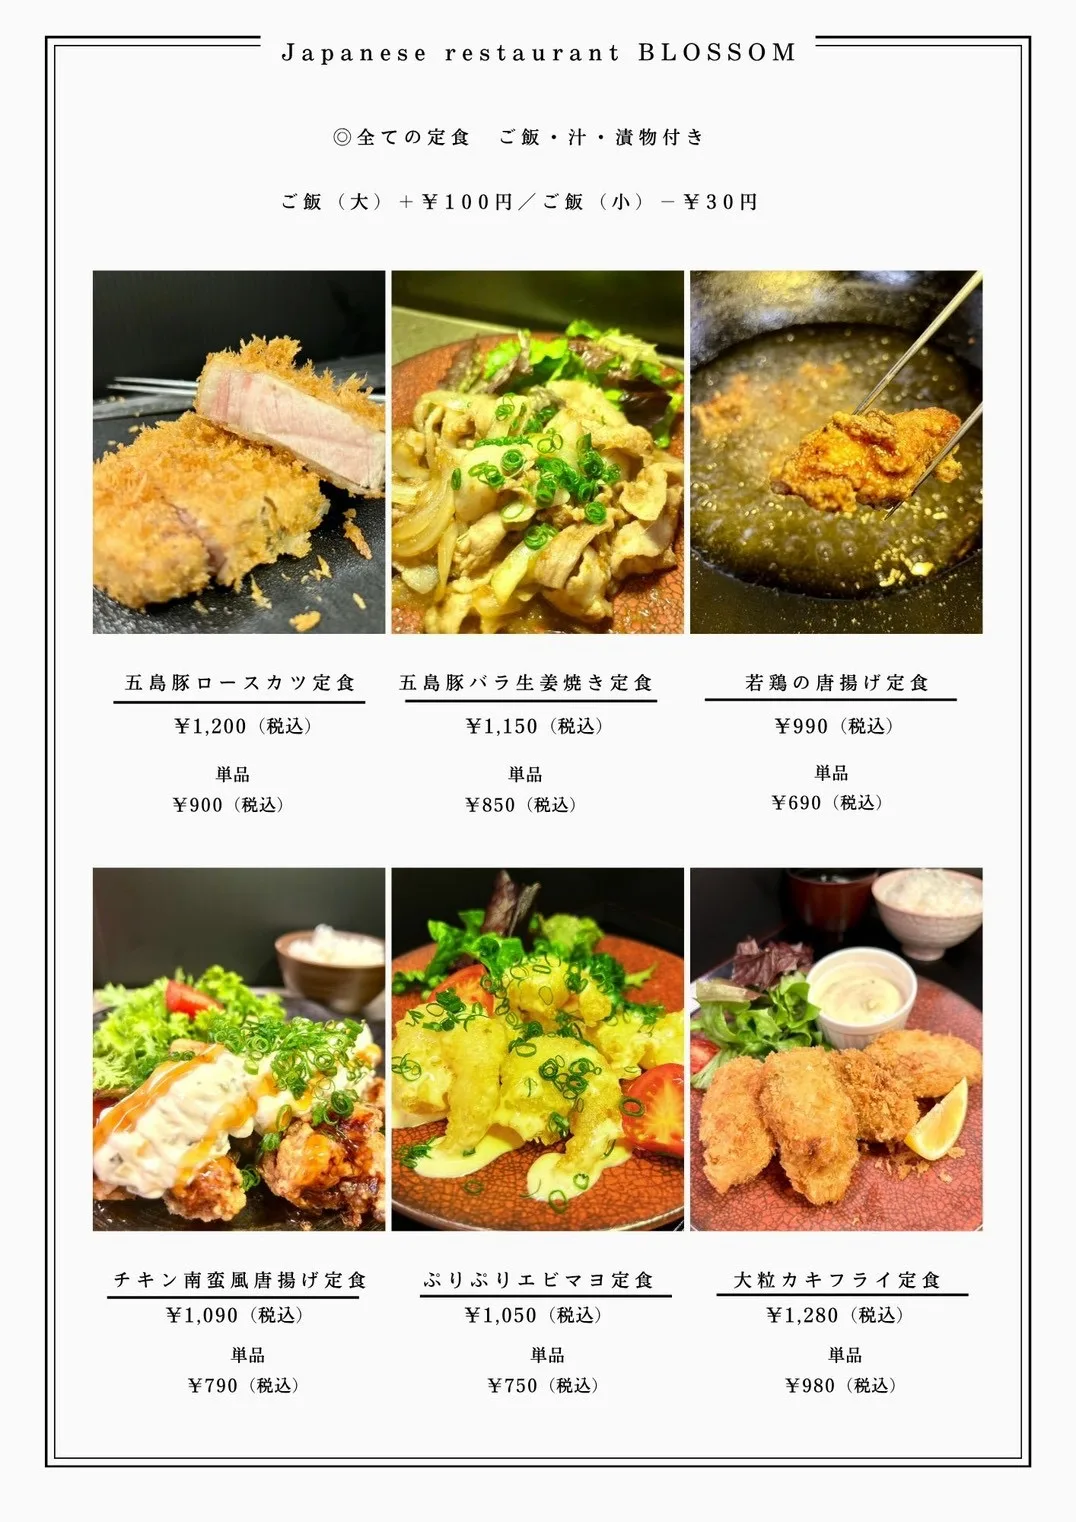 Japanese restaurant BLOSSOM
◎全ての定食　ご飯・汁・漬物付き
ご飯（大）＋¥100円／ご飯（小）－¥30円
五島豚ロースカツ定食
¥1,200（税込）
単品
¥900（税込）
五島豚バラ生姜焼き定食
¥1,150（税込）
単品
¥850（税込）
若鶏の唐揚げ定食
¥990（税込）
単品
¥690（税込）
チキン南蛮風唐揚げ定食
¥1,090（税込）
単品
¥790（税込）
ぷりぷりエビマヨ定食
¥1,050（税込）
単品
¥750（税込）
大粒カキフライ定食
¥1,280（税込）
単品
¥980（税込）